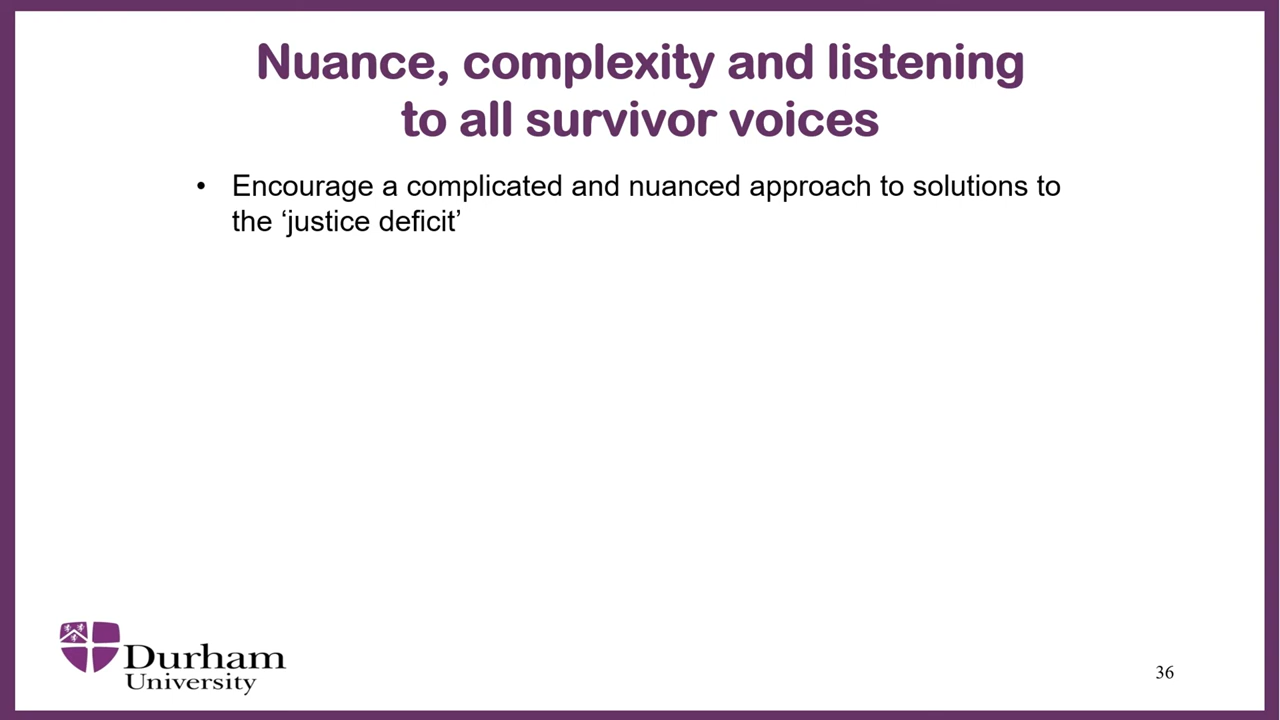 Nuance, complexity and listening
to all survivor voices
• Encourage a complicated and nuanced approach to solutions to
the ‘justice deficit’
Durham
University
36